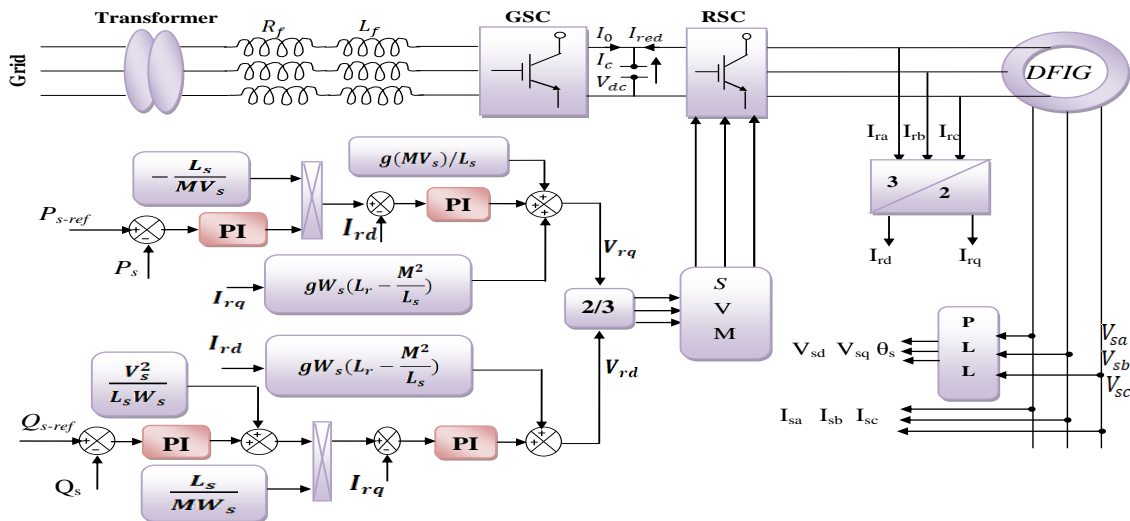 Transformer
R_f
L_f
GSC
RSC
Grid
I_0
I_red
I_c
V_dc
DFIG
I_ra
I_rb
I_rc
3
2
I_rd
I_rq
g(MV_s)/L_s
-L_s/MV_s
P_s-ref
+
−
PI
P_s
+
−
I_rd
PI
+
+
+
V_rq
I_rq
gW_s(L_r − M²/L_s)
2/3
S
V
M
I_rd
gW_s(L_r − M²/L_s)
V_rd
V_s²/L_sW_s
Q_s-ref
+
−
PI
+
+
Q_s
L_s/MW_s
+
−
I_rq
PI
+
+
P
L
L
V_sd V_sq θ_s
V_sa
V_sb
V_sc
I_sa I_sb I_sc